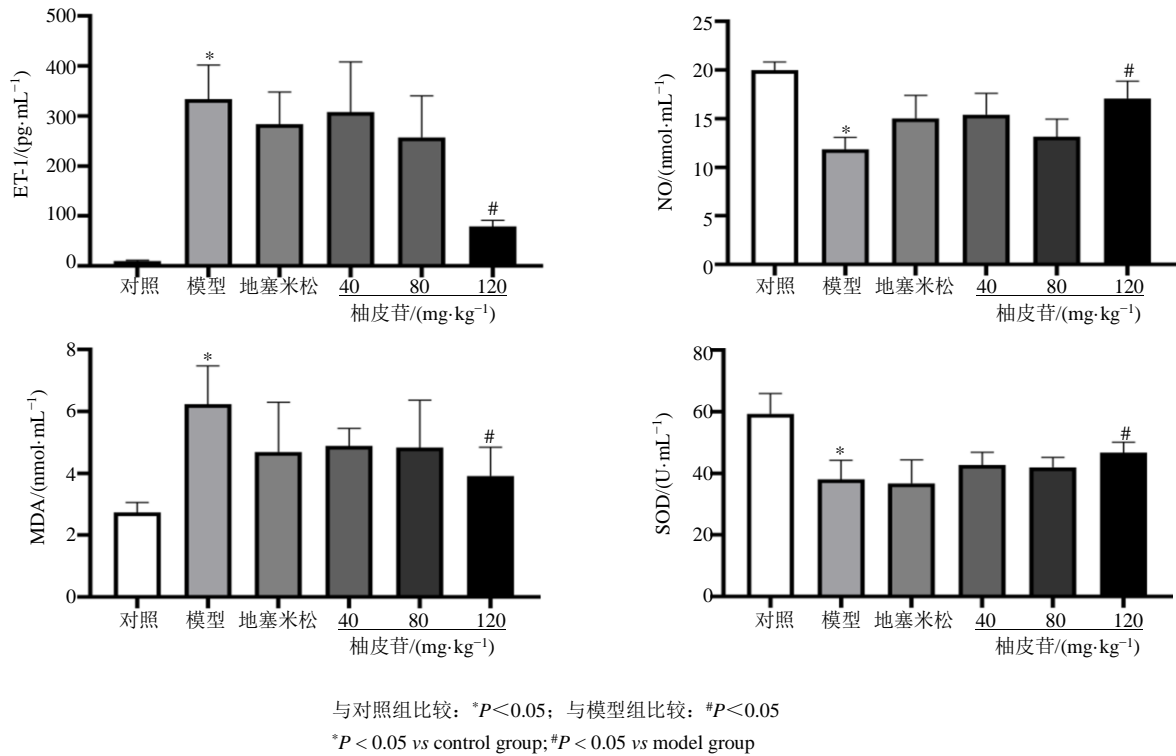 500
400
300
200
100
0
ET-1/(pg·mL⁻¹)
*
#
对照 模型 地塞米松 40 80 120
柚皮苷/(mg·kg⁻¹)
25
20
15
10
5
0
NO/(nmol·mL⁻¹)
*
#
对照 模型 地塞米松 40 80 120
柚皮苷/(mg·kg⁻¹)
8
6
4
2
0
MDA/(nmol·mL⁻¹)
*
#
对照 模型 地塞米松 40 80 120
柚皮苷/(mg·kg⁻¹)
80
60
40
20
0
SOD/(U·mL⁻¹)
*
#
对照 模型 地塞米松 40 80 120
柚皮苷/(mg·kg⁻¹)
与对照组比较：*P＜0.05；与模型组比较：#P＜0.05
*P < 0.05 vs control group; #P < 0.05 vs model group